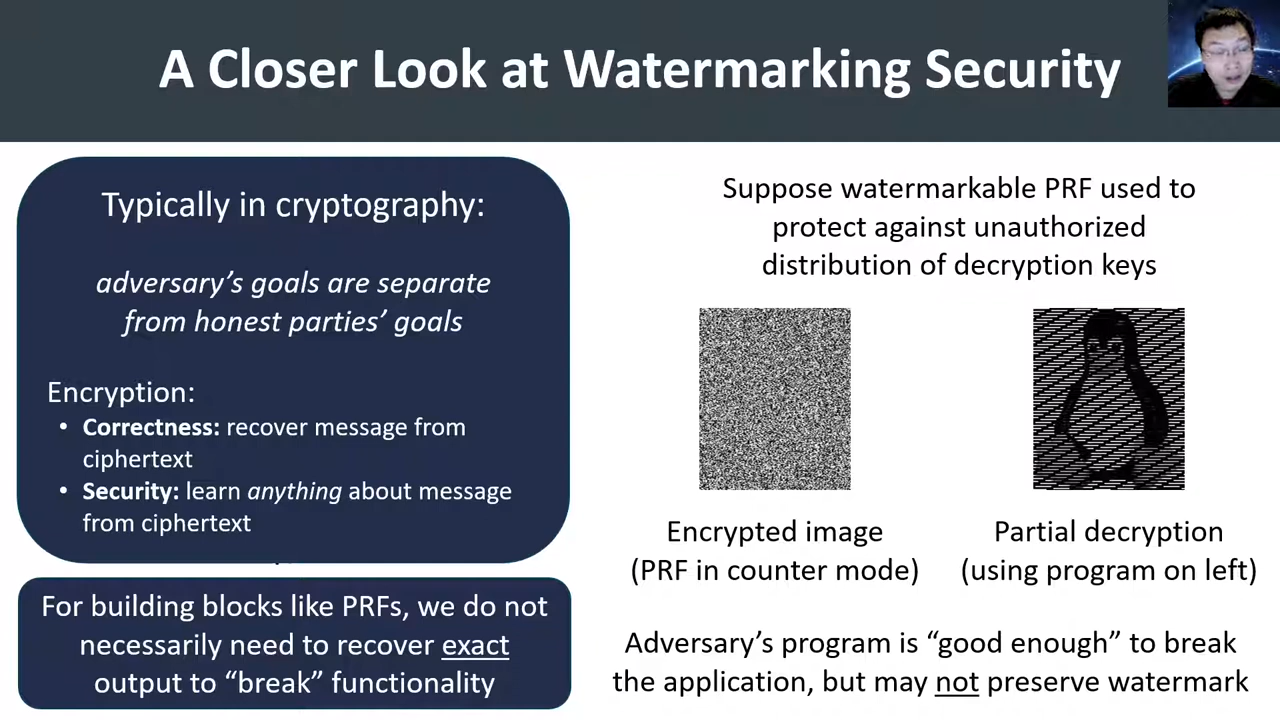 A Closer Look at Watermarking Security
Typically in cryptography:
adversary's goals are separate
from honest parties' goals
Encryption:
• Correctness: recover message from
ciphertext
• Security: learn anything about message
from ciphertext
For building blocks like PRFs, we do not
necessarily need to recover exact
output to “break” functionality
Suppose watermarkable PRF used to
protect against unauthorized
distribution of decryption keys
Encrypted image
(PRF in counter mode)
Partial decryption
(using program on left)
Adversary's program is “good enough” to break
the application, but may not preserve watermark